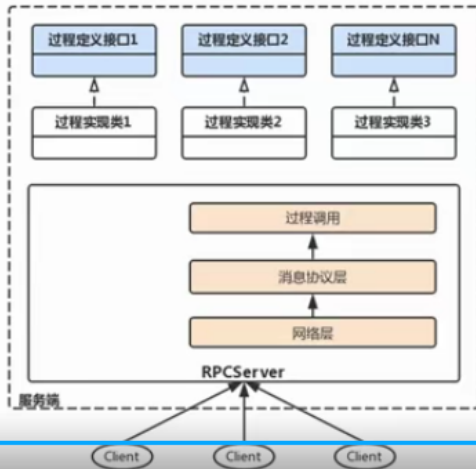 过程定义接口1
过程定义接口2
过程定义接口N
过程实现类1
过程实现类2
过程实现类3
过程调用
消息协议层
网络层
RPCServer
服务端
Client
Client
Client